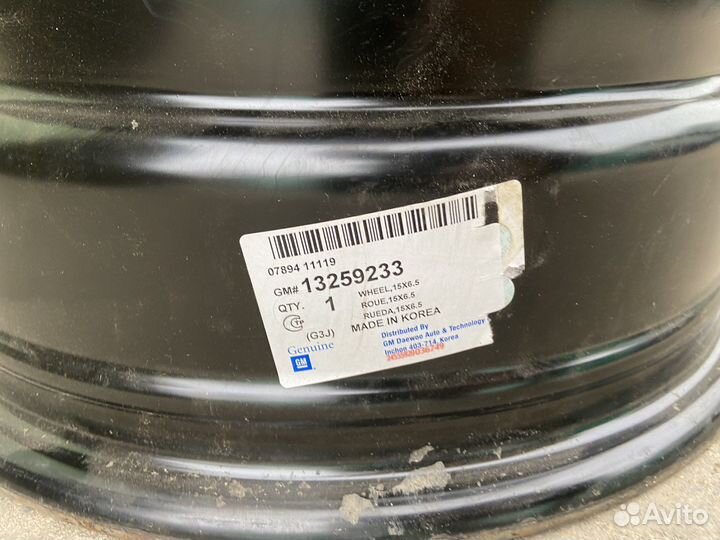 07894 11119
GM# 13259233
QTY. 1
WHEEL,15X6.5
ROUE,15X6.5
RUEDA,15X6.5
(G3J) MADE IN KOREA
Genuine
GM
Distributed By
GM Daewoo Auto & Technology
Incheon 403-714, Korea
Avito